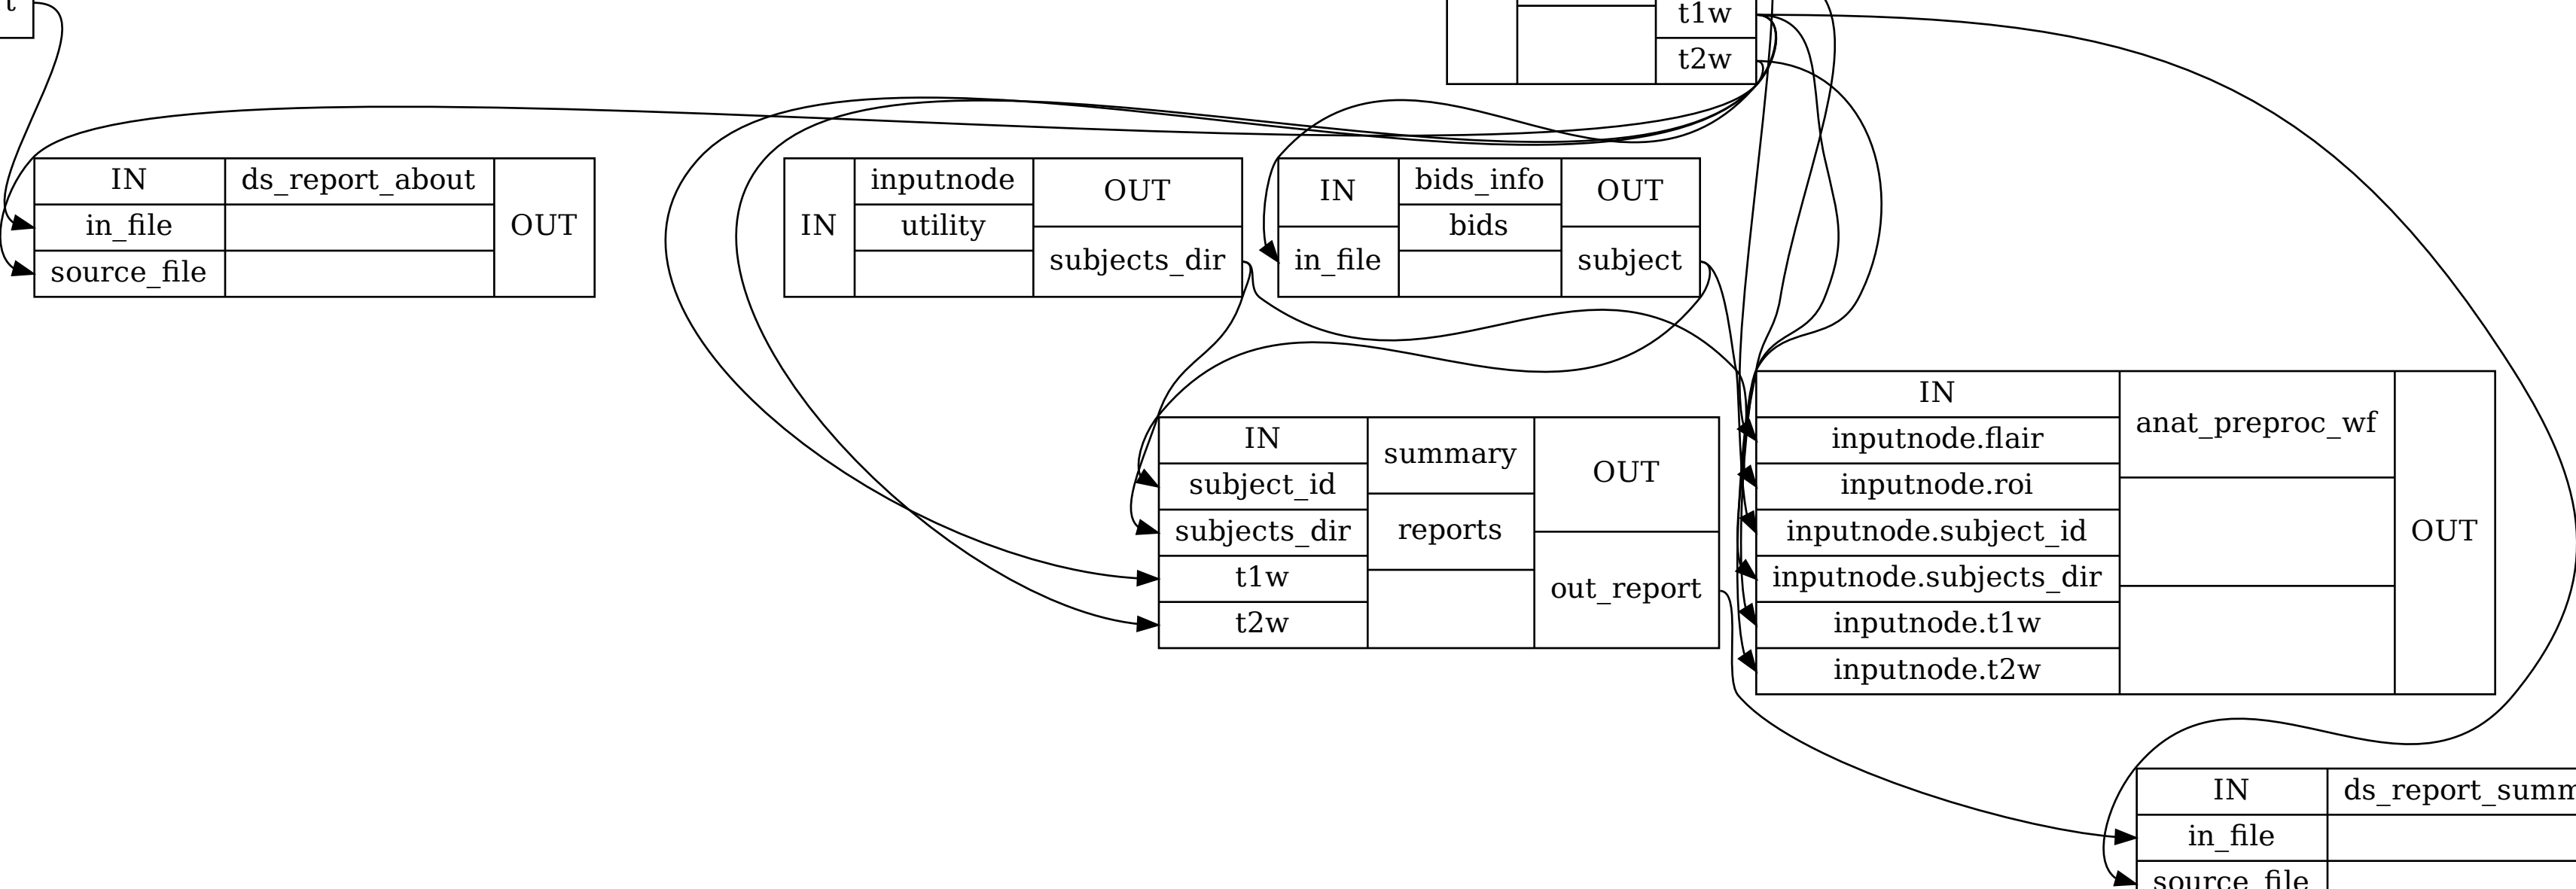 t1w
t2w
IN
ds_report_about
in_file
source_file
OUT
IN
inputnode
utility
OUT
subjects_dir
IN
in_file
bids_info
bids
OUT
subject
IN
subject_id
subjects_dir
t1w
t2w
summary
reports
OUT
out_report
IN
inputnode.flair
inputnode.roi
inputnode.subject_id
inputnode.subjects_dir
inputnode.t1w
inputnode.t2w
anat_preproc_wf
OUT
IN
ds_report_summ
in_file
source_file